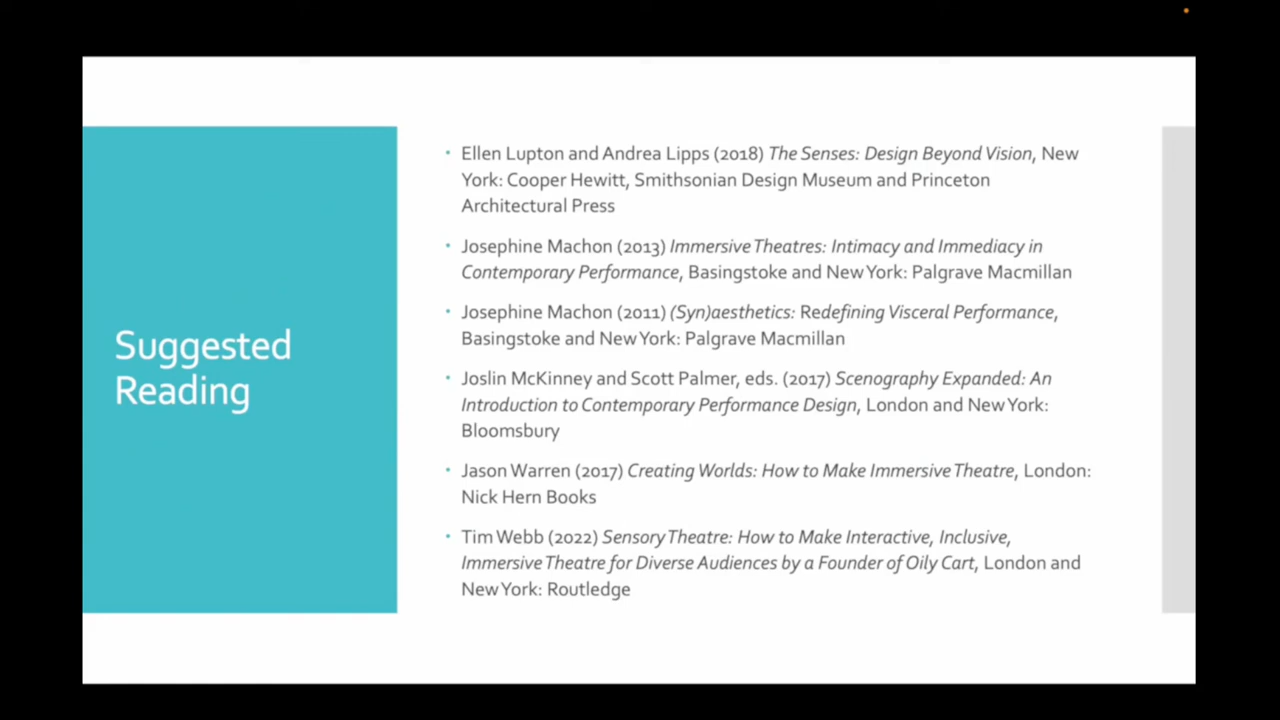 Suggested
Reading
• Ellen Lupton and Andrea Lipps (2018) The Senses: Design Beyond Vision, New
York: Cooper Hewitt, Smithsonian Design Museum and Princeton
Architectural Press
• Josephine Machon (2013) Immersive Theatres: Intimacy and Immediacy in
Contemporary Performance, Basingstoke and New York: Palgrave Macmillan
• Josephine Machon (2011) (Syn)aesthetics: Redefining Visceral Performance,
Basingstoke and New York: Palgrave Macmillan
• Joslin McKinney and Scott Palmer, eds. (2017) Scenography Expanded: An
Introduction to Contemporary Performance Design, London and New York:
Bloomsbury
• Jason Warren (2017) Creating Worlds: How to Make Immersive Theatre, London:
Nick Hern Books
• Tim Webb (2022) Sensory Theatre: How to Make Interactive, Inclusive,
Immersive Theatre for Diverse Audiences by a Founder of Oily Cart, London and
New York: Routledge